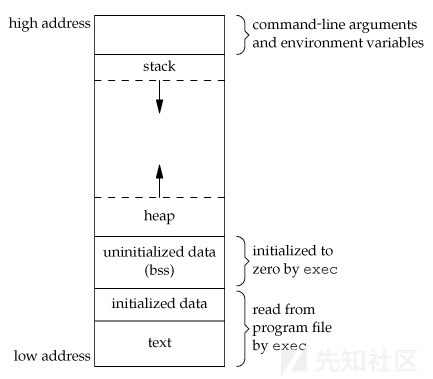 high address
command-line arguments
and environment variables
stack
heap
uninitialized data
(bss)
initialized to
zero by exec
initialized data
read from
program file
by exec
text
low address
先知社区